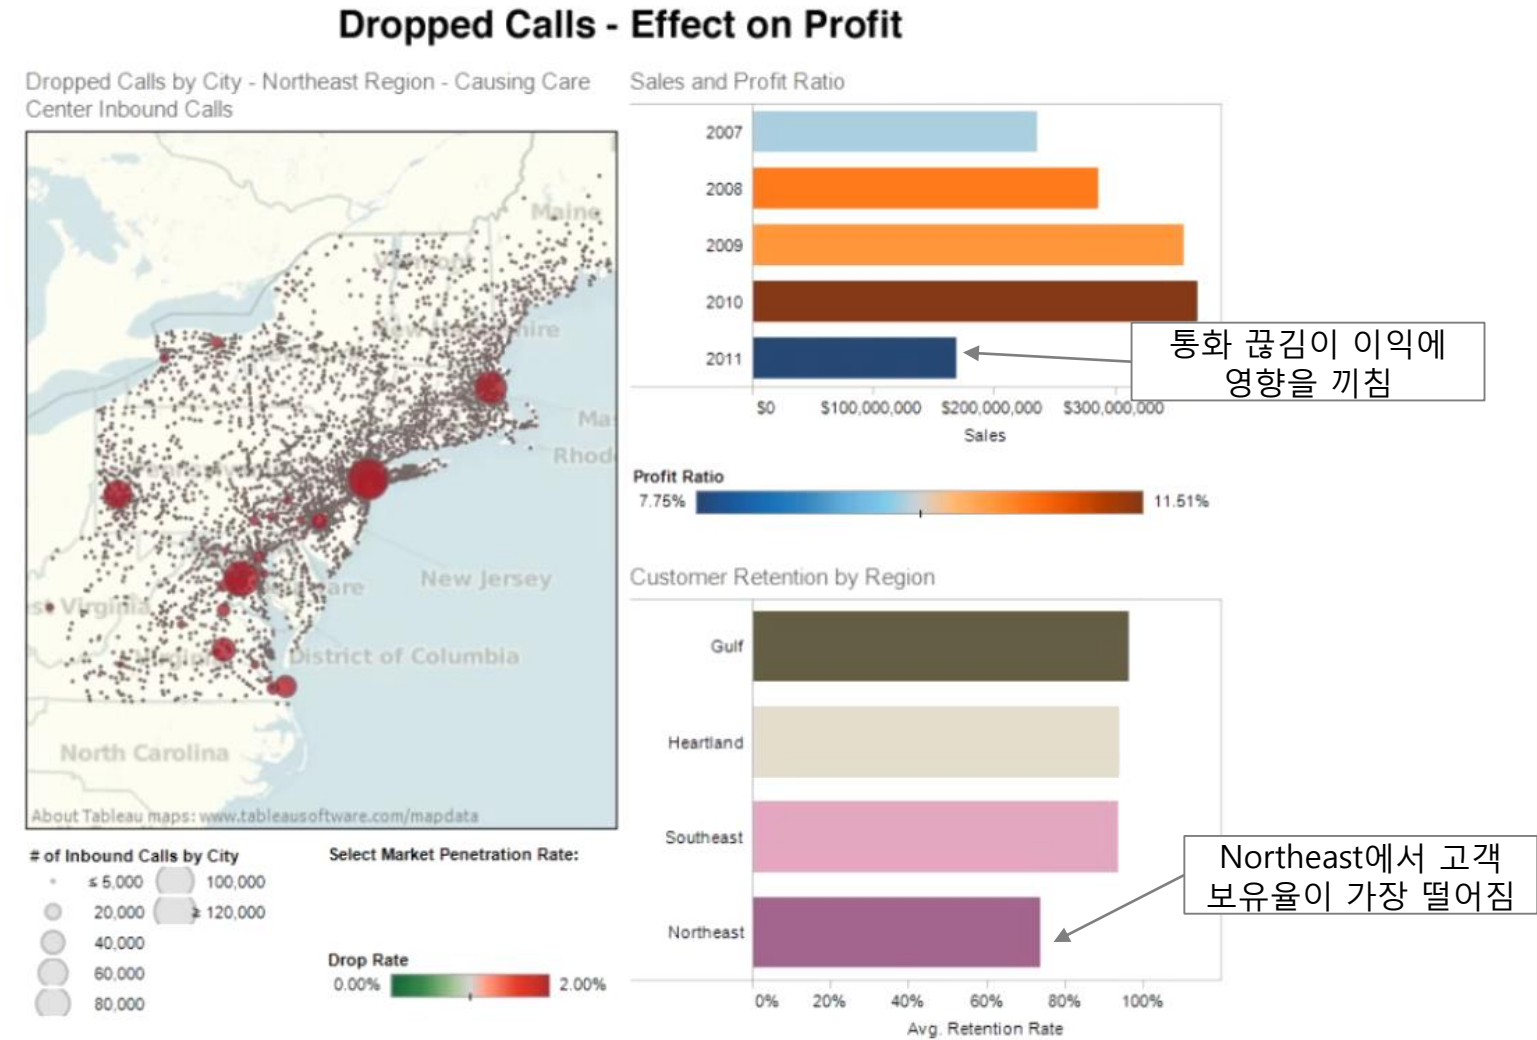 Dropped Calls - Effect on Profit
Dropped Calls by City - Northeast Region - Causing Care
Center Inbound Calls
Maine
Vermont
New Hampshire
Mas
Rhod
Pennsylvania
New Jersey
Delaware
est Virginia
Virginia
District of Columbia
North Carolina
About Tableau maps: www.tableausoftware.com/mapdata
# of Inbound Calls by City
≤ 5,000
100,000
20,000
≥ 120,000
40,000
60,000
80,000
Select Market Penetration Rate:
Drop Rate
0.00%
2.00%
Sales and Profit Ratio
2007
2008
2009
2010
2011
통화 끊김이 이익에
영향을 끼침
$0
$100,000,000
$200,000,000
$300,000,000
Sales
Profit Ratio
7.75%
11.51%
Customer Retention by Region
Gulf
Heartland
Southeast
Northeast
Northeast에서 고객
보유율이 가장 떨어짐
0%
20%
40%
60%
80%
100%
Avg. Retention Rate